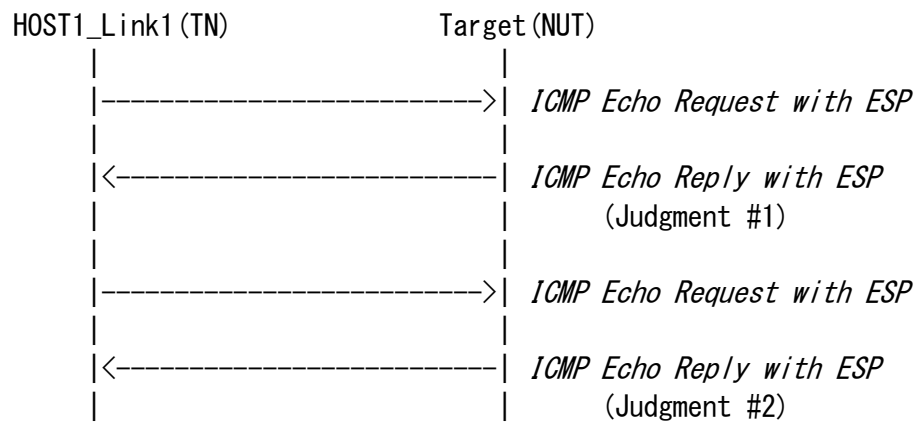 HOST1_Link1(TN) Target(NUT)
| |
|-------------------------->| ICMP Echo Request with ESP
| |
|<--------------------------| ICMP Echo Reply with ESP
| | (Judgment #1)
| |
|-------------------------->| ICMP Echo Request with ESP
| |
|<--------------------------| ICMP Echo Reply with ESP
| | (Judgment #2)